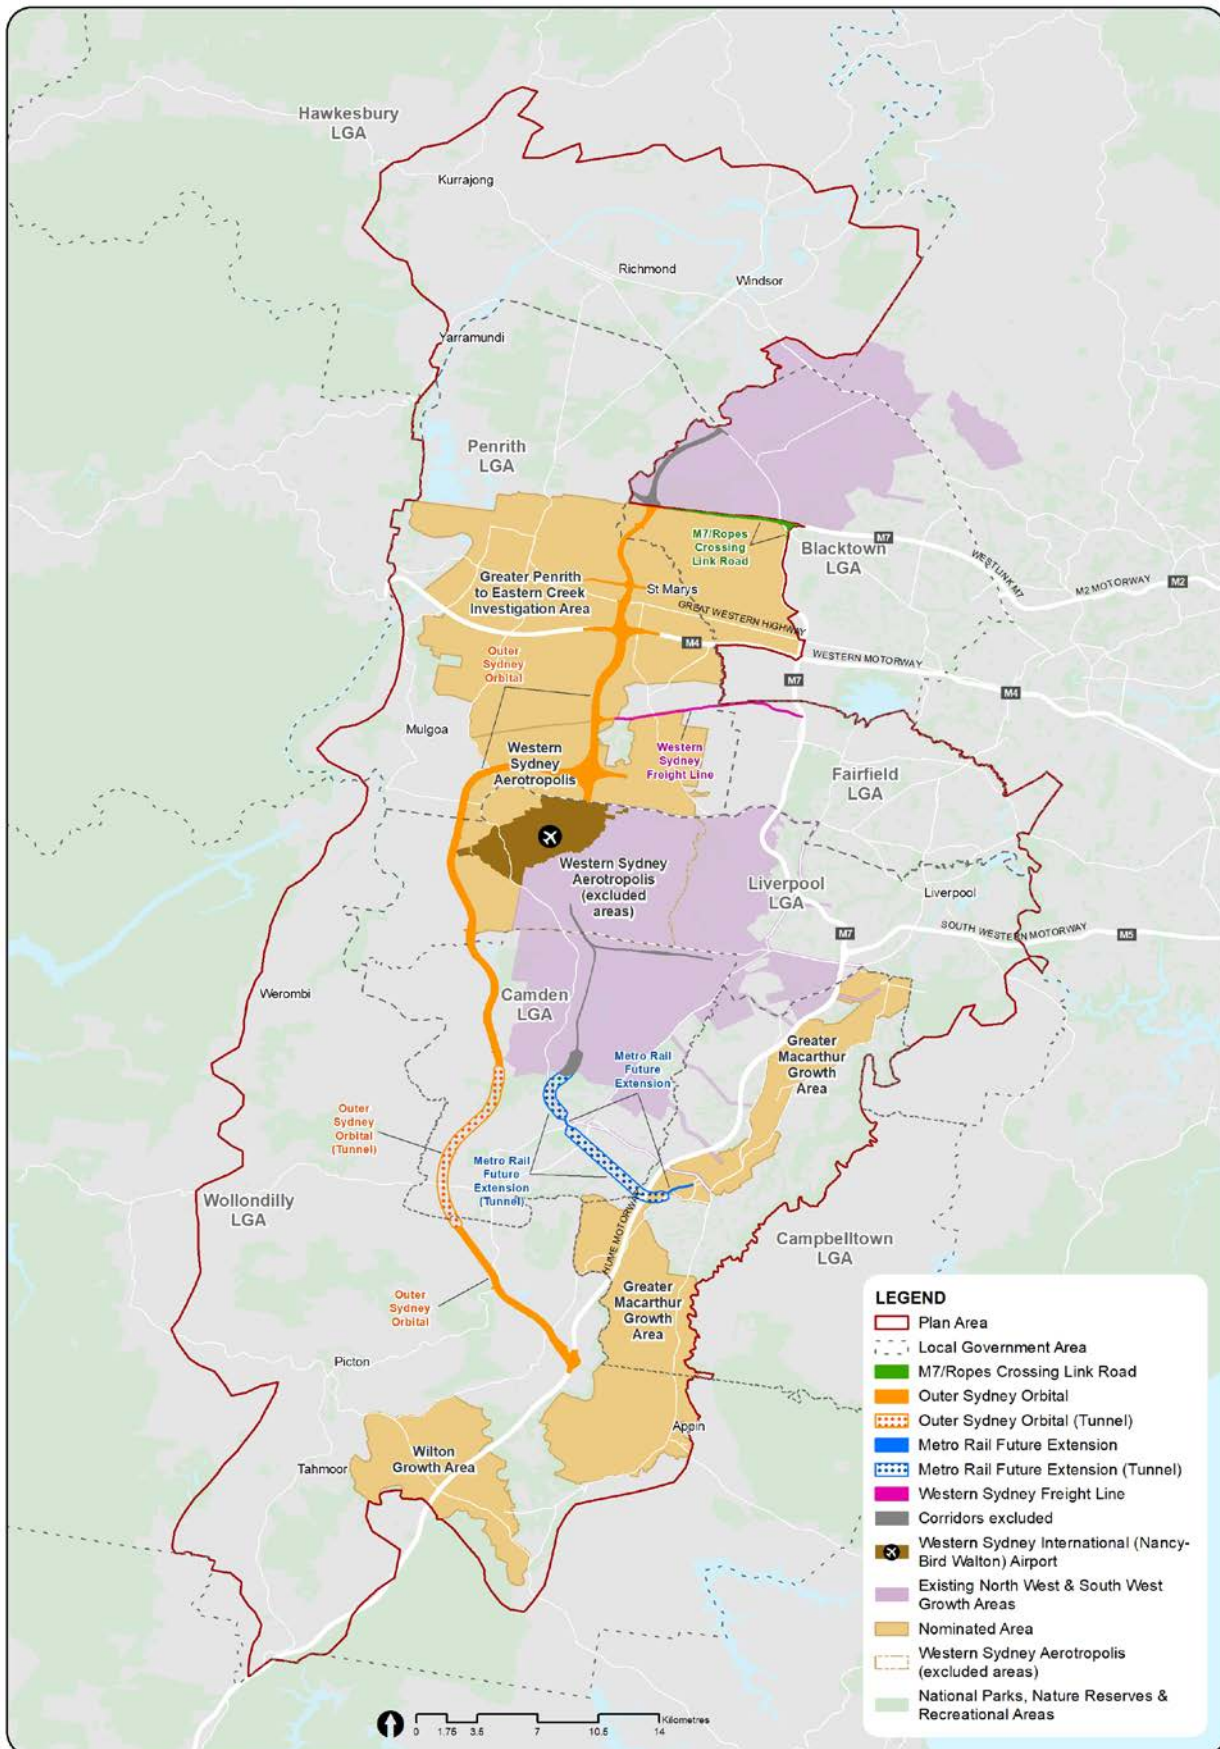 Hawkesbury
LGA
Kurrajong
Richmond
Windsor
Yarramundi
Penrith
LGA
M7/Ropes
Crossing
Link Road
M7
Blacktown
LGA
WESTLINK M7
M2 MOTORWAY
M2
Greater Penrith
to Eastern Creek
Investigation Area
St Marys
GREAT WESTERN HIGHWAY
M4
WESTERN MOTORWAY
M7
M4
Outer
Sydney
Orbital
Mulgoa
Western
Sydney
Aerotropolis
Western
Sydney
Freight Line
Fairfield
LGA
Western Sydney
Aerotropolis
(excluded
areas)
Liverpool
LGA
Liverpool
M7
SOUTH WESTERN MOTORWAY
M5
Werombi
Camden
LGA
Greater
Macarthur
Growth
Area
Metro Rail
Future
Extension
Outer
Sydney
Orbital
(Tunnel)
Metro Rail
Future
Extension
(Tunnel)
Wollondilly
LGA
HUME MOTORWAY
Campbelltown
LGA
Outer
Sydney
Orbital
Greater
Macarthur
Growth
Area
Picton
Appin
Wilton
Growth Area
Tahmoor
LEGEND
Plan Area
Local Government Area
M7/Ropes Crossing Link Road
Outer Sydney Orbital
Outer Sydney Orbital (Tunnel)
Metro Rail Future Extension
Metro Rail Future Extension (Tunnel)
Western Sydney Freight Line
Corridors excluded
Western Sydney International (Nancy-
Bird Walton) Airport
Existing North West & South West
Growth Areas
Nominated Area
Western Sydney Aerotropolis
(excluded areas)
National Parks, Nature Reserves &
Recreational Areas
Kilometres
0 1.75 3.5 7 10.5 14